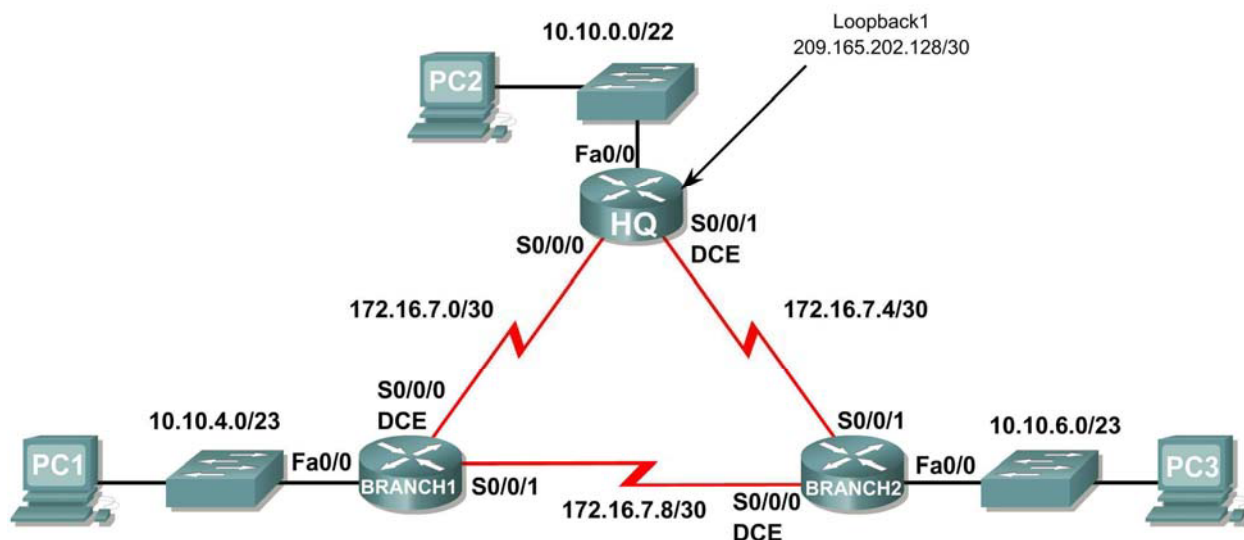 Loopback1
209.165.202.128/30
10.10.0.0/22
PC2
Fa0/0
HQ
S0/0/0
S0/0/1
DCE
172.16.7.0/30
172.16.7.4/30
S0/0/0
DCE
S0/0/1
10.10.4.0/23
10.10.6.0/23
PC1
Fa0/0
BRANCH1
S0/0/1
172.16.7.8/30
S0/0/0
DCE
BRANCH2
Fa0/0
PC3